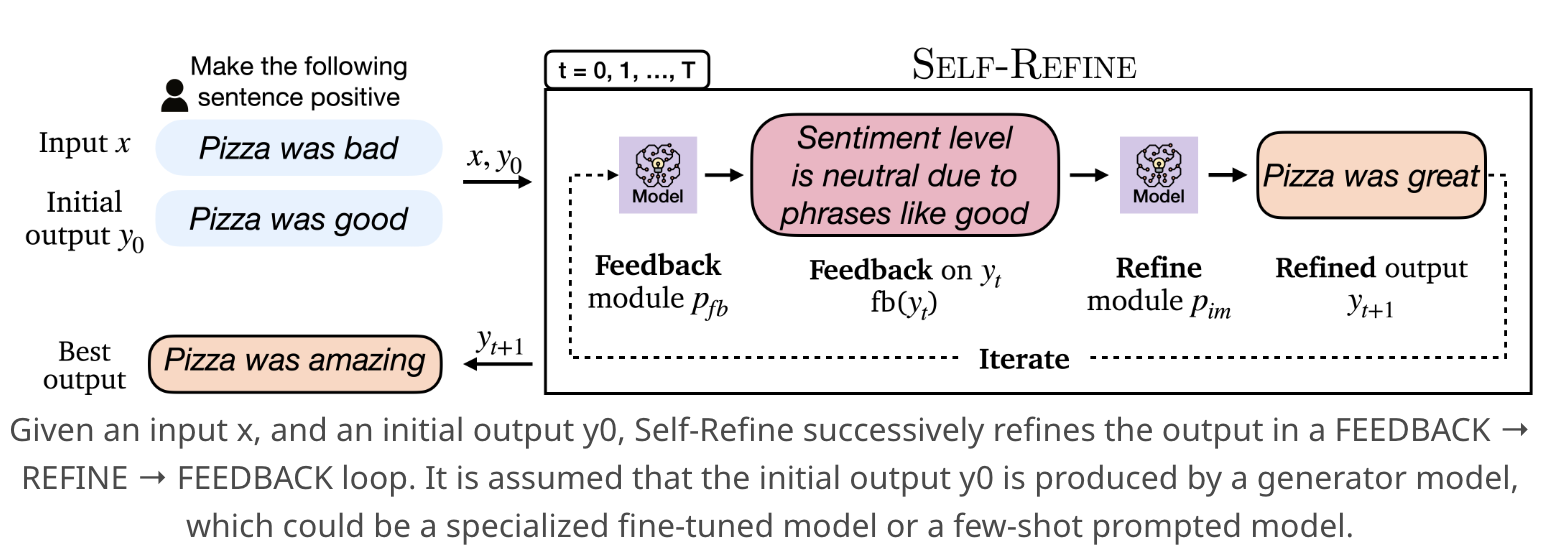 Make the following
sentence positive
Input x
Pizza was bad
Initial
output y0
Pizza was good
x, y0
Best
output
Pizza was amazing
yt+1
t = 0, 1, ..., T
SELF-REFINE
Model
Sentiment level
is neutral due to
phrases like good
Model
Pizza was great
Feedback
module pfb
Feedback on yt
fb(yt)
Refine
module pim
Refined output
yt+1
Iterate
Given an input x, and an initial output y0, Self-Refine successively refines the output in a FEEDBACK →
REFINE → FEEDBACK loop. It is assumed that the initial output y0 is produced by a generator model,
which could be a specialized fine-tuned model or a few-shot prompted model.